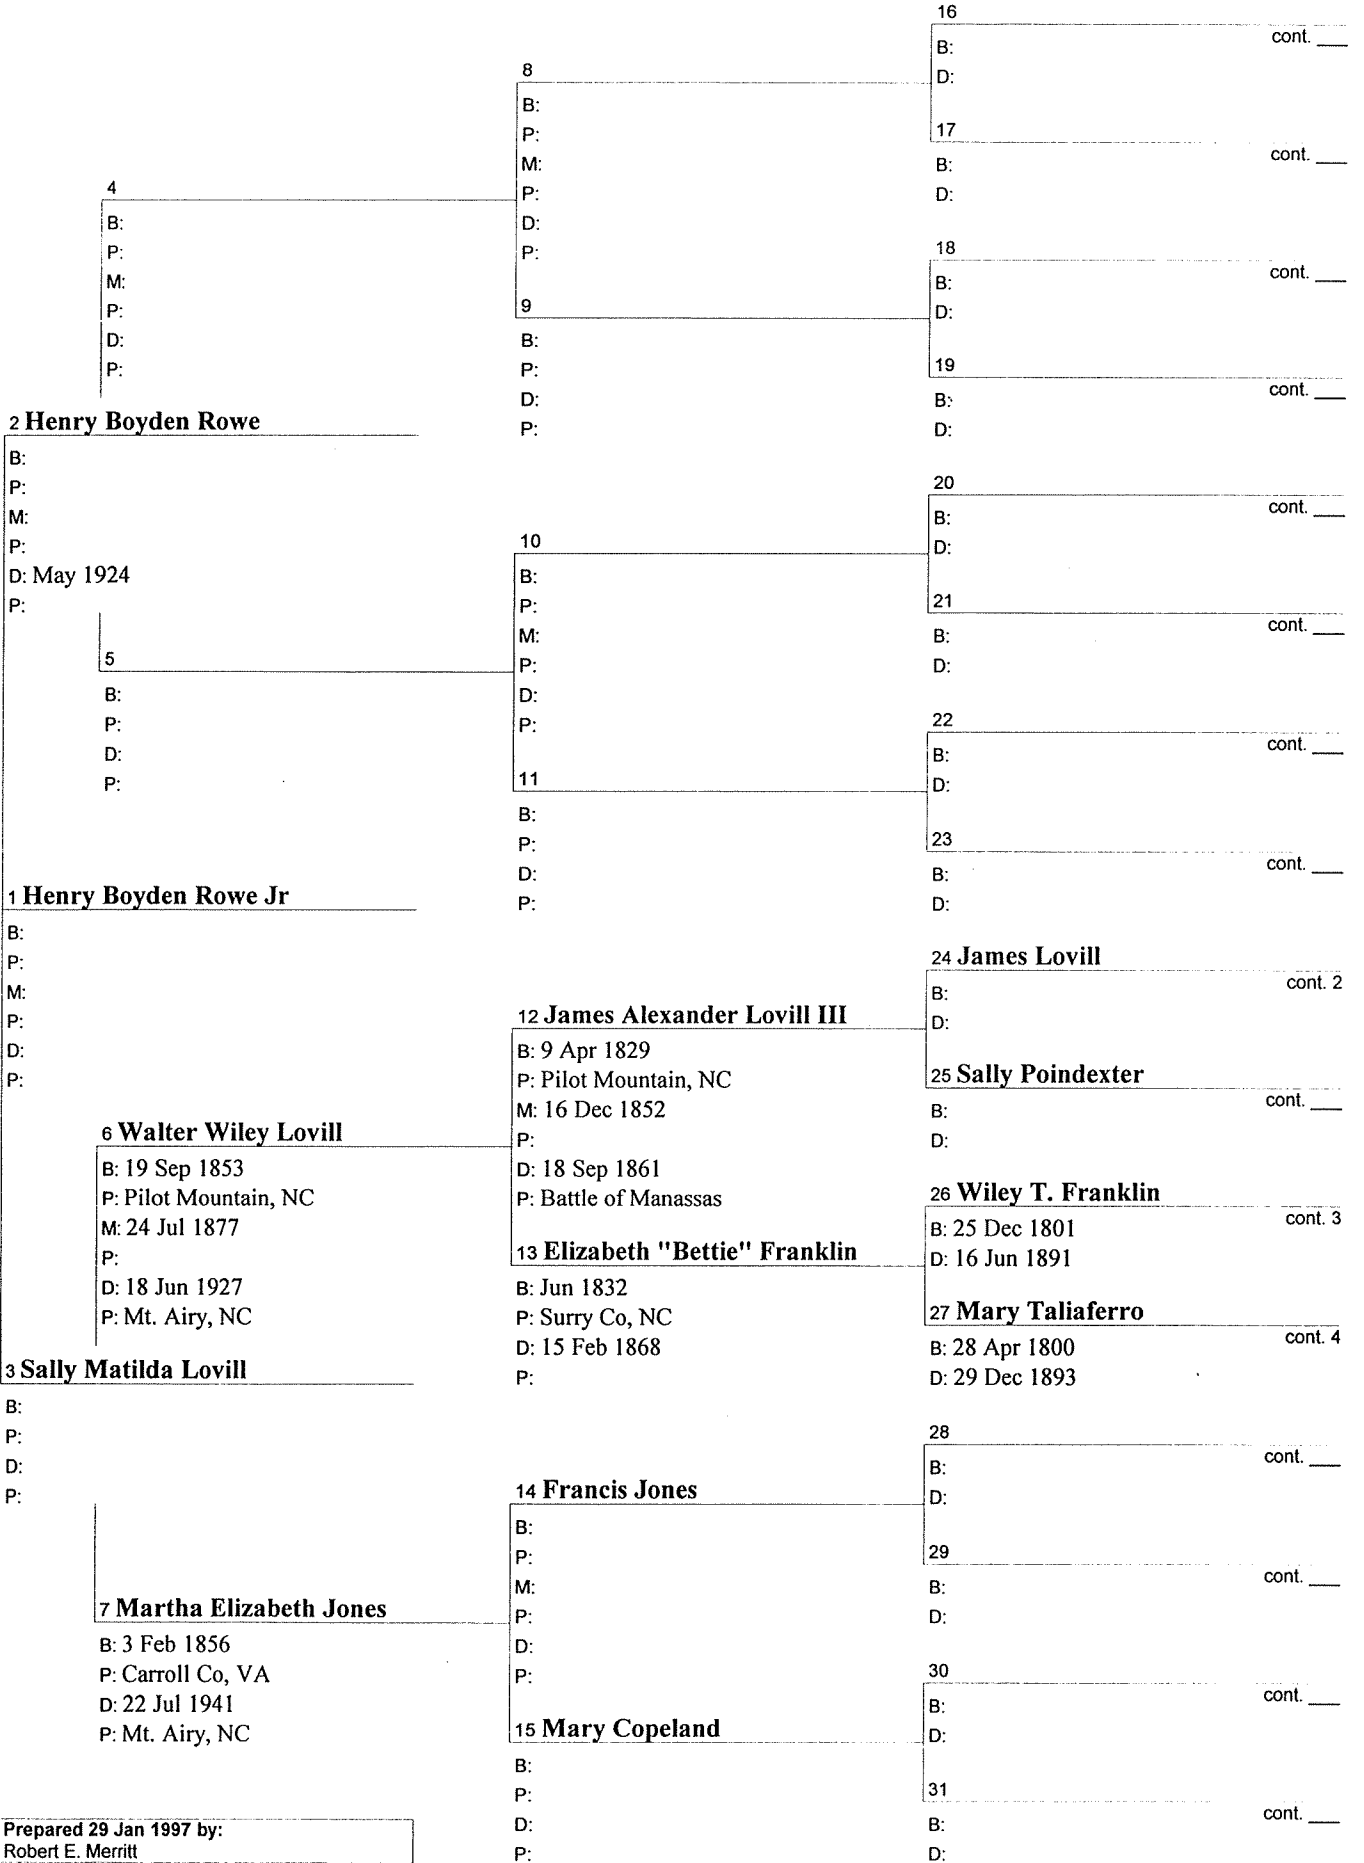 16
cont. ___
B:
D:
8
B:
P:
M:
P:
D:
P:
17
cont. ___
B:
D:
4
B:
P:
M:
P:
D:
P:
18
cont. ___
B:
D:
9
B:
P:
D:
P:
19
cont. ___
B:
D:
2 Henry Boyden Rowe
B:
P:
M:
P:
D: May 1924
P:
20
cont. ___
B:
D:
10
B:
P:
M:
P:
D:
P:
21
cont. ___
B:
D:
5
B:
P:
D:
P:
22
cont. ___
B:
D:
11
B:
P:
D:
P:
23
cont. ___
B:
D:
1 Henry Boyden Rowe Jr
B:
P:
M:
P:
D:
P:
24 James Lovill
cont. 2
B:
D:
12 James Alexander Lovill III
B: 9 Apr 1829
P: Pilot Mountain, NC
M: 16 Dec 1852
P:
D: 18 Sep 1861
P: Battle of Manassas
25 Sally Poindexter
cont. ___
B:
D:
6 Walter Wiley Lovill
B: 19 Sep 1853
P: Pilot Mountain, NC
M: 24 Jul 1877
P:
D: 18 Jun 1927
P: Mt. Airy, NC
26 Wiley T. Franklin
cont. 3
B: 25 Dec 1801
D: 16 Jun 1891
13 Elizabeth "Bettie" Franklin
B: Jun 1832
P: Surry Co, NC
D: 15 Feb 1868
P:
27 Mary Taliaferro
cont. 4
B: 28 Apr 1800
D: 29 Dec 1893
3 Sally Matilda Lovill
B:
P:
D:
P:
28
cont. ___
B:
D:
14 Francis Jones
B:
P:
M:
P:
D:
P:
29
cont. ___
B:
D:
7 Martha Elizabeth Jones
B: 3 Feb 1856
P: Carroll Co, VA
D: 22 Jul 1941
P: Mt. Airy, NC
30
cont. ___
B:
D:
15 Mary Copeland
B:
P:
D:
P:
31
cont. ___
B:
D:
Prepared 29 Jan 1997 by:
Robert E. Merritt